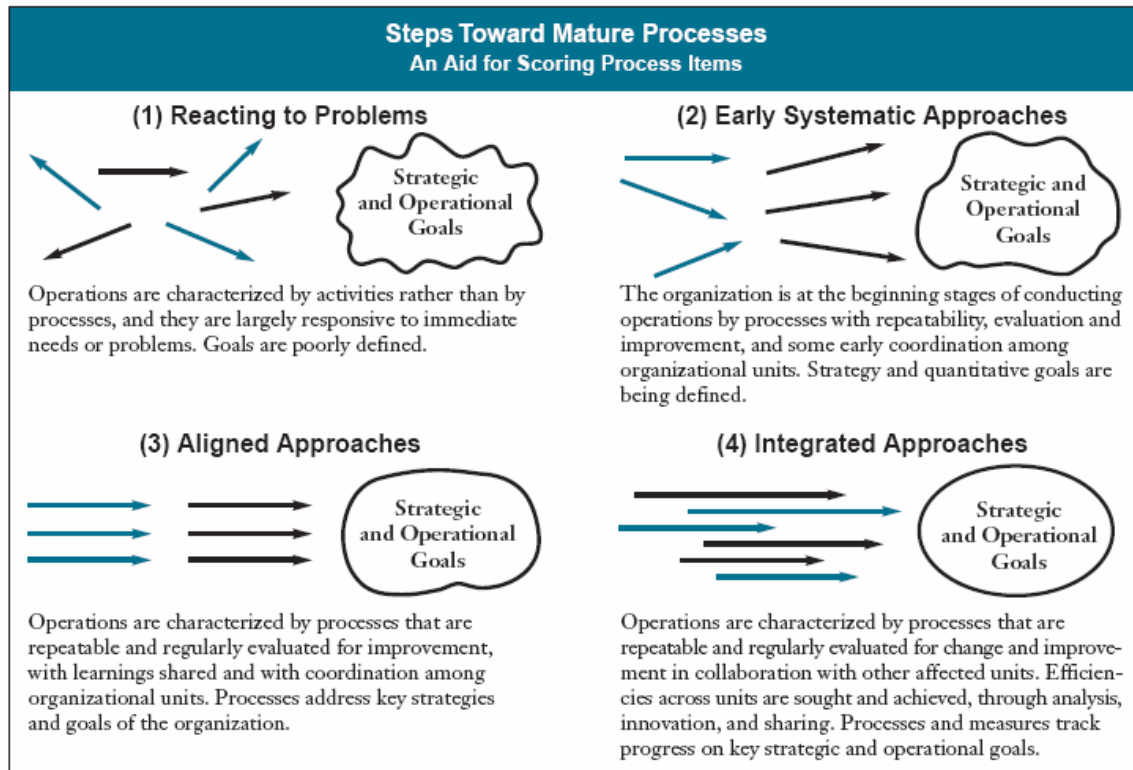 Steps Toward Mature Processes
An Aid for Scoring Process Items
(1) Reacting to Problems
Strategic
and Operational
Goals
Operations are characterized by activities rather than by
processes, and they are largely responsive to immediate
needs or problems. Goals are poorly defined.
(2) Early Systematic Approaches
Strategic and
Operational
Goals
The organization is at the beginning stages of conducting
operations by processes with repeatability, evaluation and
improvement, and some early coordination among
organizational units. Strategy and quantitative goals are
being defined.
(3) Aligned Approaches
Strategic
and Operational
Goals
Operations are characterized by processes that are
repeatable and regularly evaluated for improvement,
with learnings shared and with coordination among
organizational units. Processes address key strategies
and goals of the organization.
(4) Integrated Approaches
Strategic
and Operational
Goals
Operations are characterized by processes that are
repeatable and regularly evaluated for change and improve-
ment in collaboration with other affected units. Efficien-
cies across units are sought and achieved, through analysis,
innovation, and sharing. Processes and measures track
progress on key strategic and operational goals.